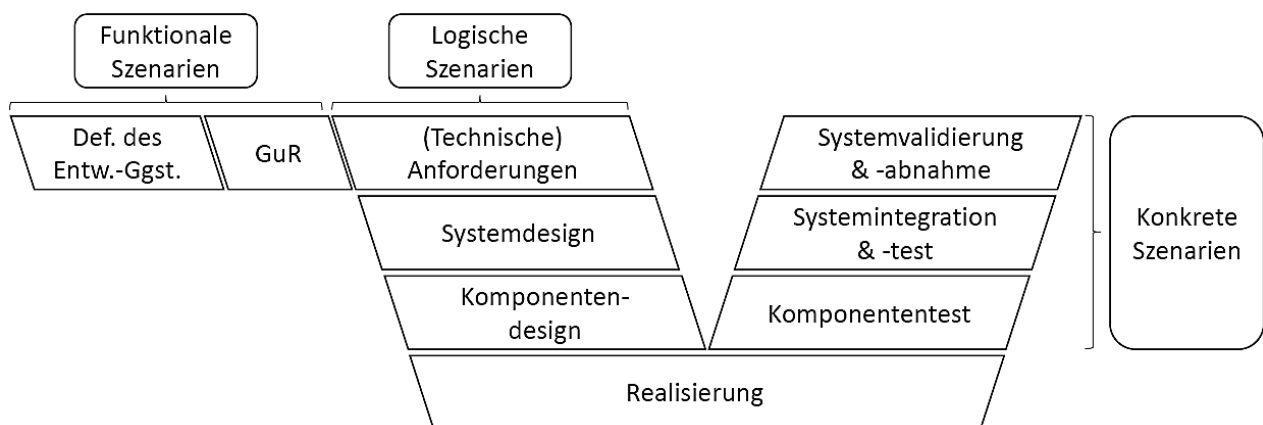 Funktionale
Szenarien
Logische
Szenarien
Def. des
Entw.-Ggst.
GuR
(Technische)
Anforderungen
Systemvalidierung
& -abnahme
Systemdesign
Systemintegration
& -test
Komponenten-
design
Komponententest
Realisierung
Konkrete
Szenarien